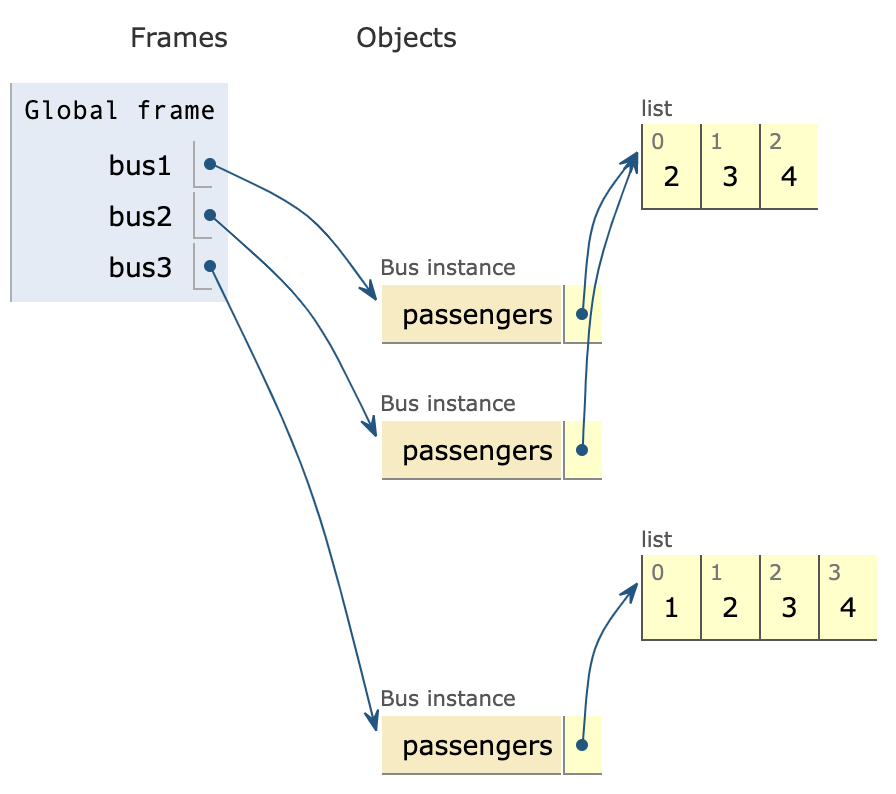 Frames
Objects
Global frame
bus1
bus2
bus3
list
0 1 2
2 3 4
Bus instance
passengers
Bus instance
passengers
list
0 1 2 3
1 2 3 4
Bus instance
passengers